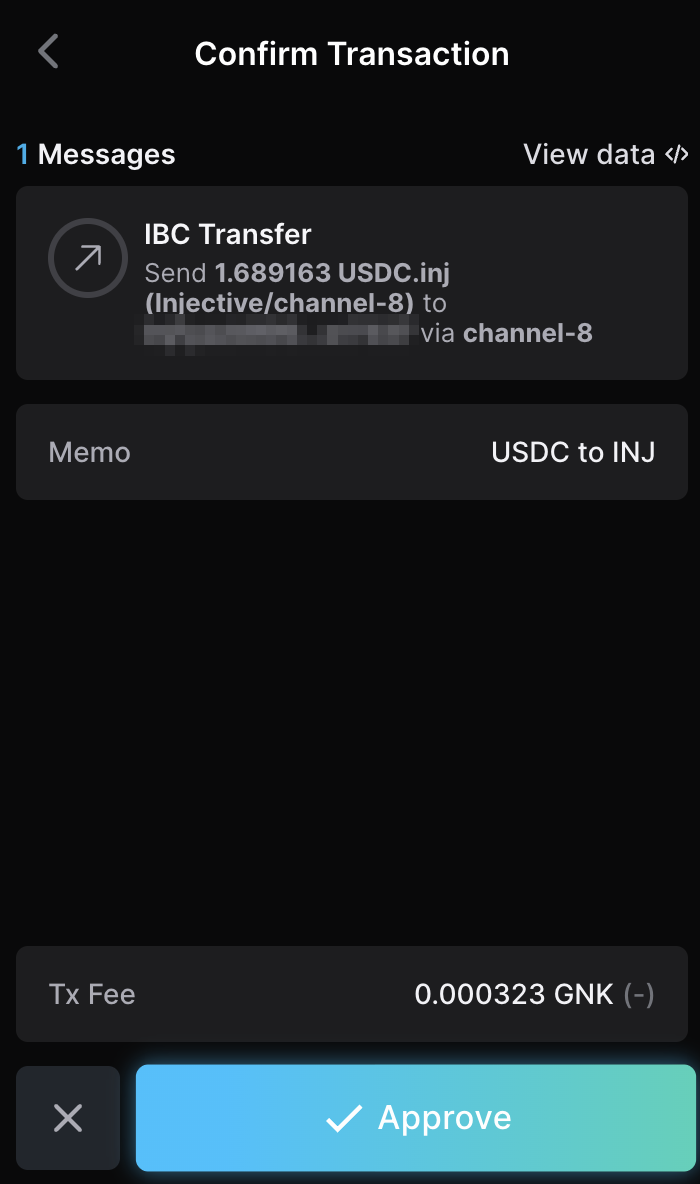 Confirm Transaction
1 Messages
View data </>
IBC Transfer
Send 1.689163 USDC.inj
(Injective/channel-8) to
via channel-8
Memo
USDC to INJ
Tx Fee
0.000323 GNK (-)
Approve